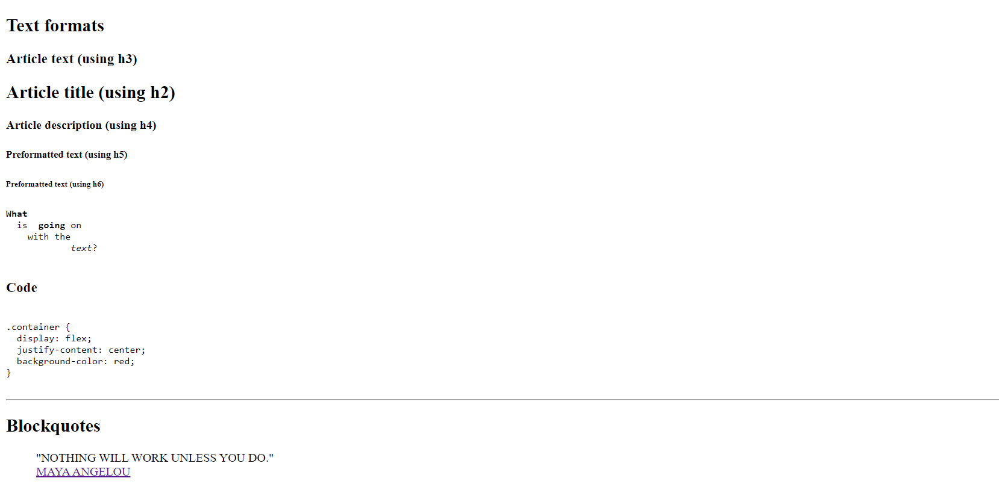 Text formats
Article text (using h3)
Article title (using h2)
Article description (using h4)
Preformatted text (using h5)
Preformatted text (using h6)
What
  is  going on
    with the
            text?
Code
.container {
  display: flex;
  justify-content: center;
  background-color: red;
}
Blockquotes
"NOTHING WILL WORK UNLESS YOU DO."
MAYA ANGELOU